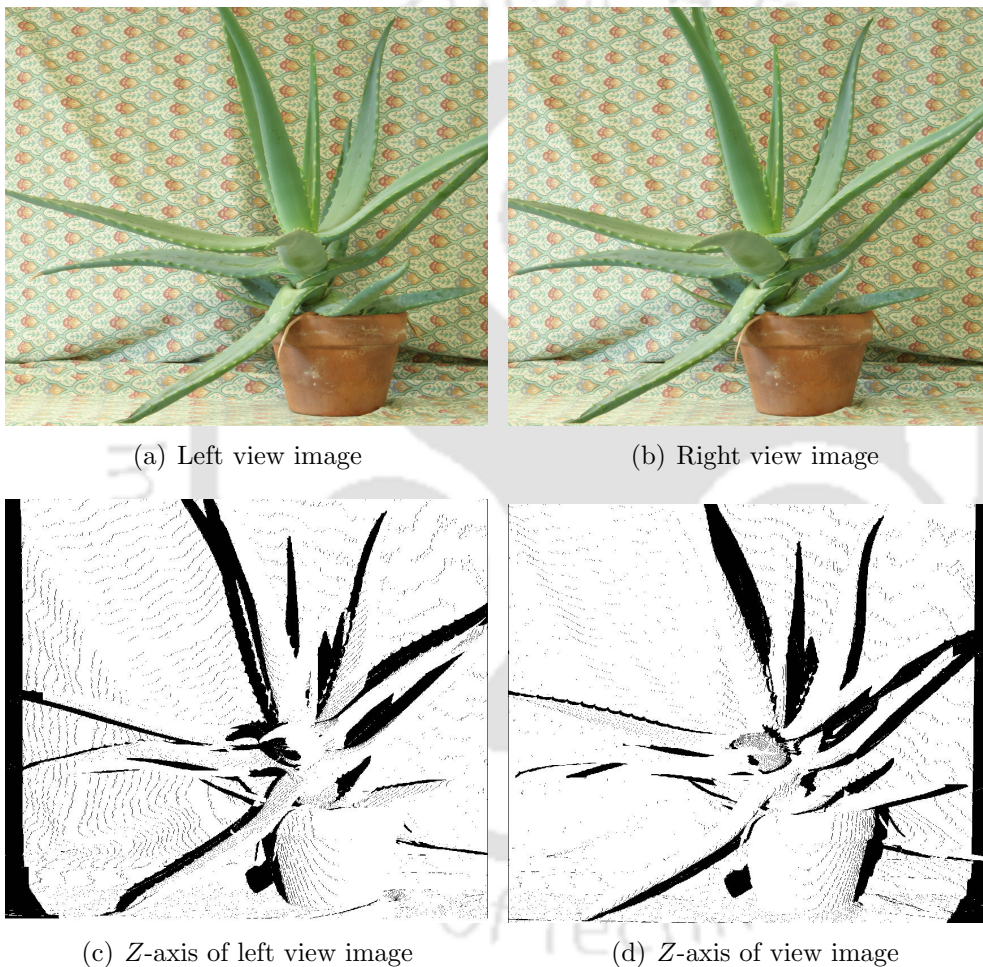 (a) Left view image
(b) Right view image
(c) Z-axis of left view image
(d) Z-axis of view image